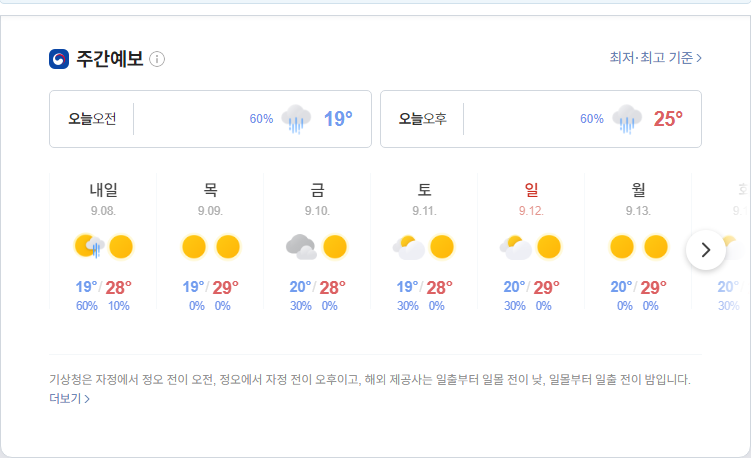 주간예보
최저·최고 기준
오늘오전 60% 19°
오늘오후 60% 25°
내일 목 금 토 일 월
9.08. 9.09. 9.10. 9.11. 9.12. 9.13. 9.
19°/28° 19°/29° 20°/28° 19°/28° 20°/29° 20°/29° 20°
60% 10% 0% 0% 30% 0% 30% 0% 30% 0% 0% 0% 30%
기상청은 자정에서 정오 전이 오전, 정오에서 자정 전이 오후이고, 해외 제공사는 일출부터 일몰 전이 낮, 일몰부터 일출 전이 밤입니다.
더보기